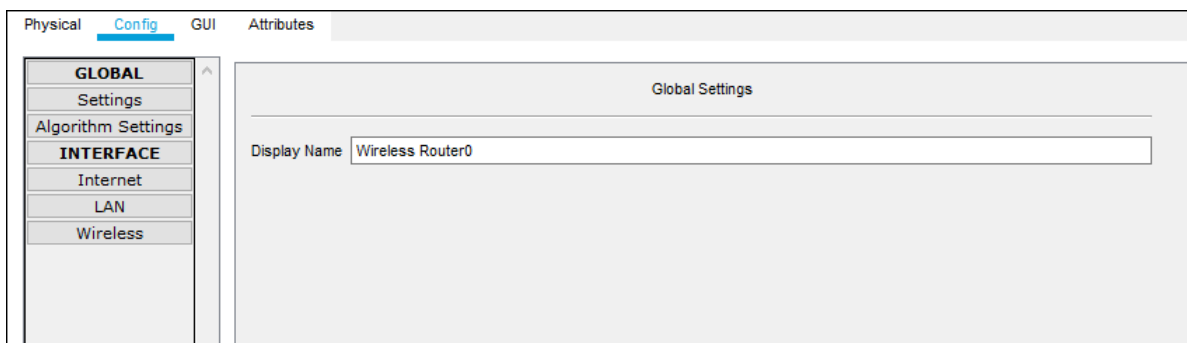 Physical Config GUI Attributes
GLOBAL
Settings
Algorithm Settings
INTERFACE
Internet
LAN
Wireless
Global Settings
Display Name Wireless Router0